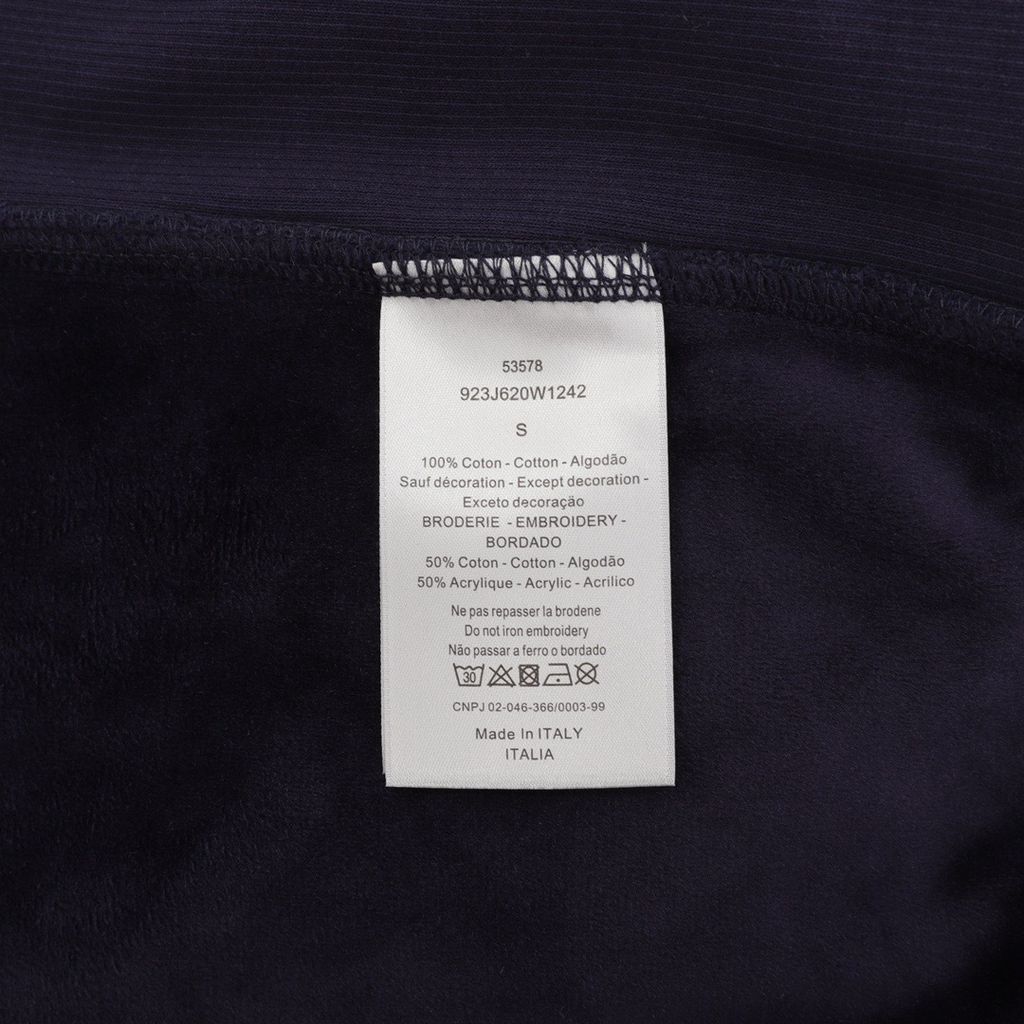 53578
923J620W1242
S
100% Coton - Cotton - Algodão
Sauf décoration - Except decoration -
Exceto decoração
BRODERIE - EMBROIDERY -
BORDADO
50% Coton - Cotton - Algodão
50% Acrylique - Acrylic - Acrilico
Ne pas repasser la brodene
Do not iron embroidery
Não passar a ferro o bordado
30
CNPJ 02-046-366/0003-99
Made In ITALY
ITALIA